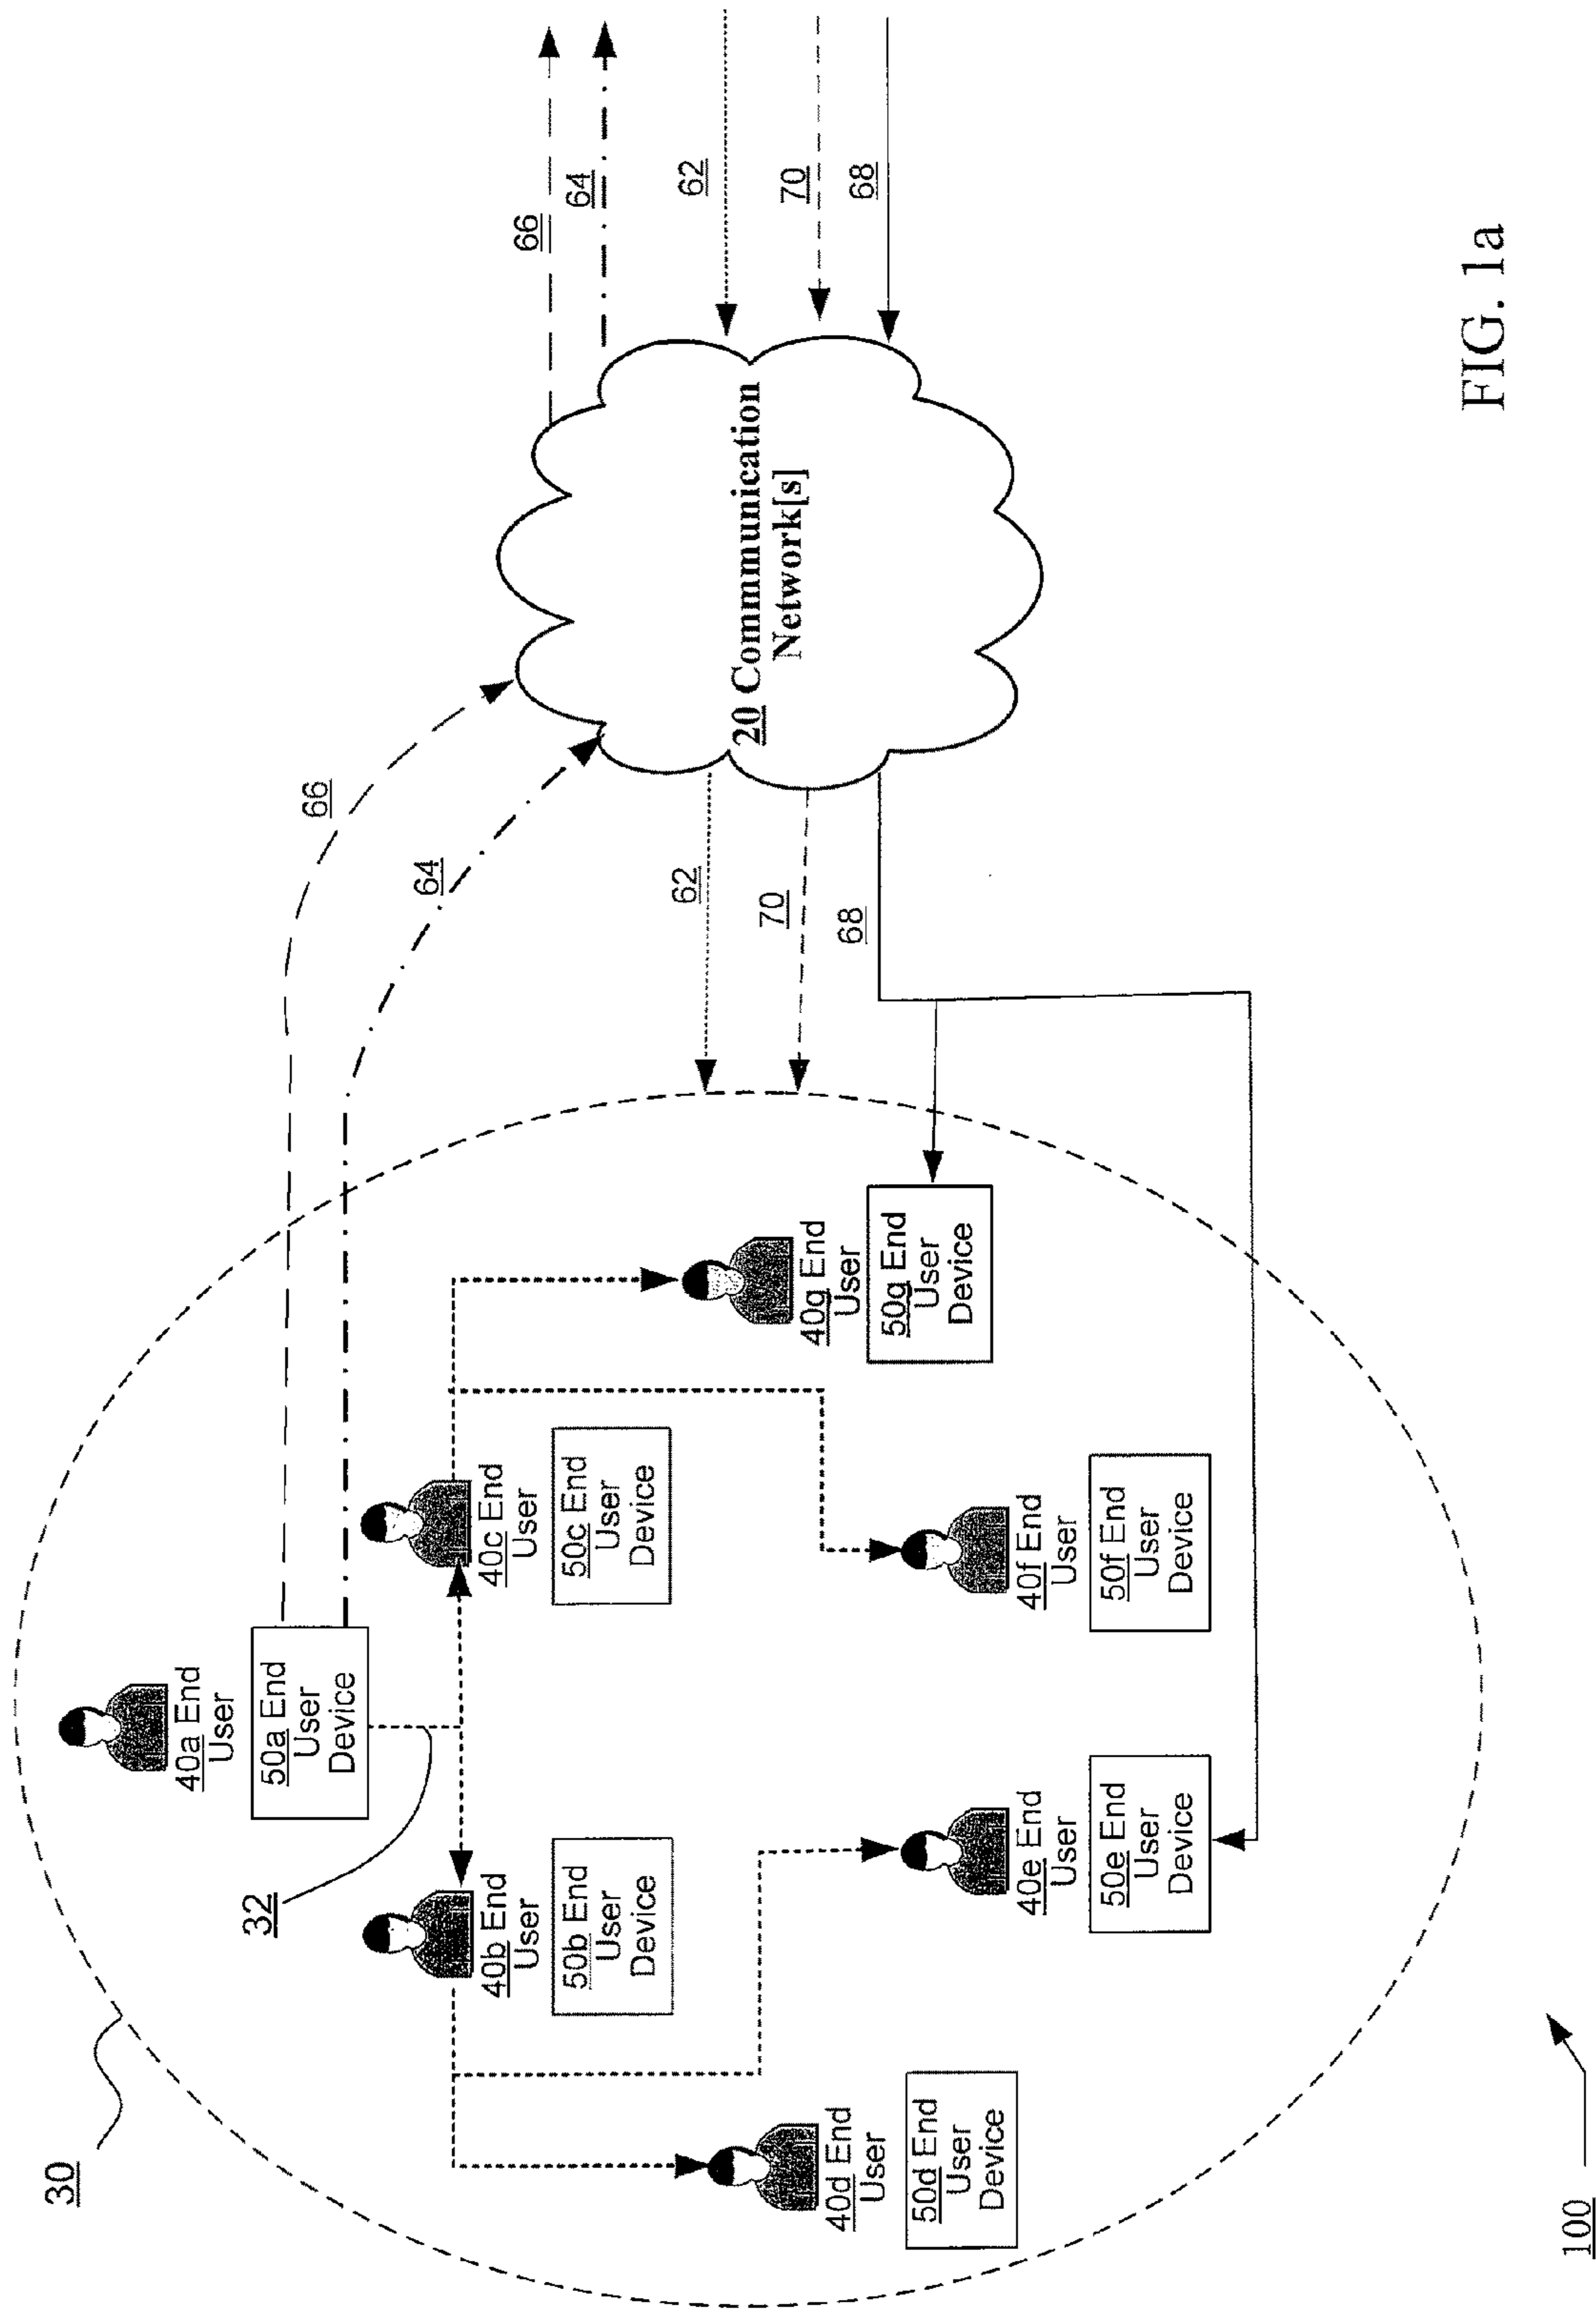 30
40a End
User
50a End
User
Device
32
66
64
66
64
40b End
User
50b End
User
Device
40c End
User
50c End
User
Device
62
70
68
20 Communication
Network[s]
62
70
68
40d End
User
50d End
User
Device
40e End
User
50e End
User
Device
40f End
User
50f End
User
Device
40g End
User
50g End
User
Device
100
FIG. 1a